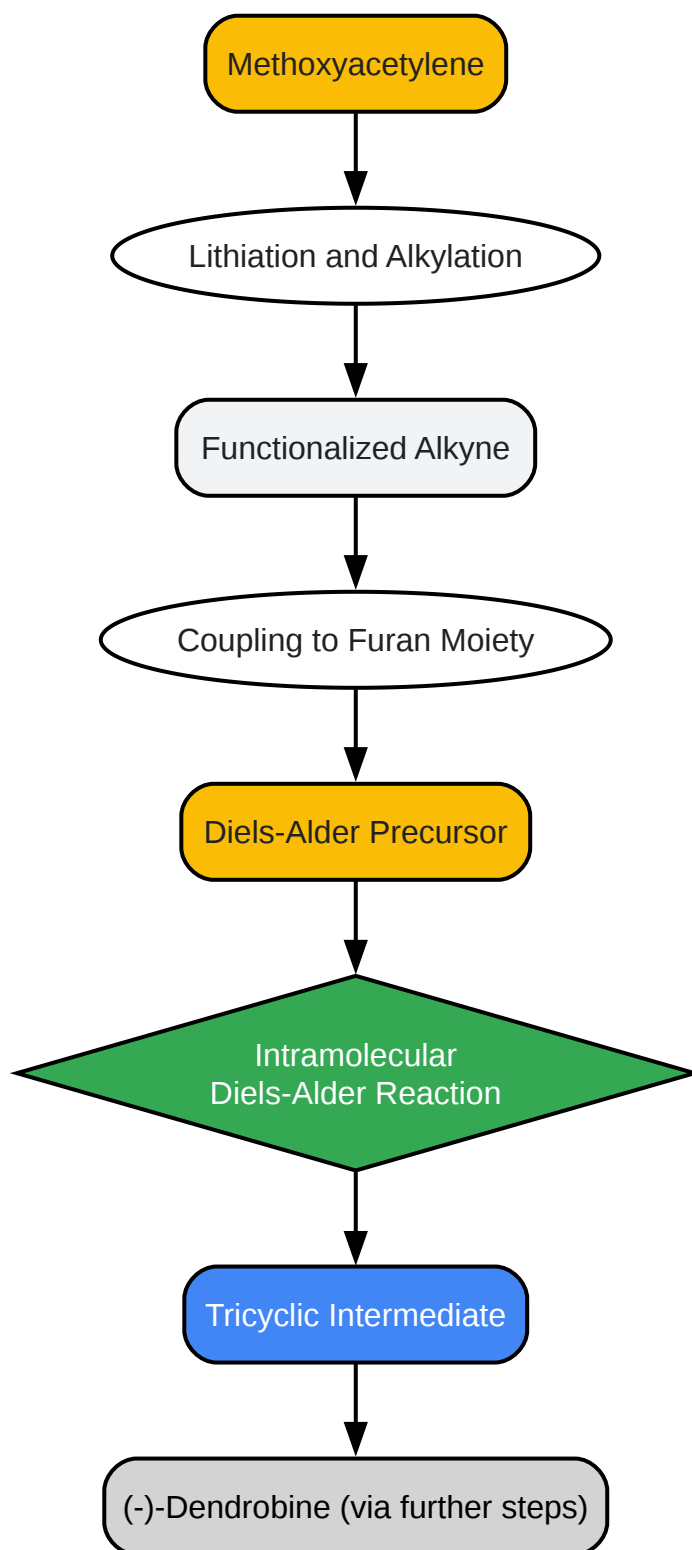 Methoxyacetylene
Lithiation and Alkylation
Functionalized Alkyne
Coupling to Furan Moiety
Diels-Alder Precursor
Intramolecular
Diels-Alder Reaction
Tricyclic Intermediate
(-)-Dendrobine (via further steps)